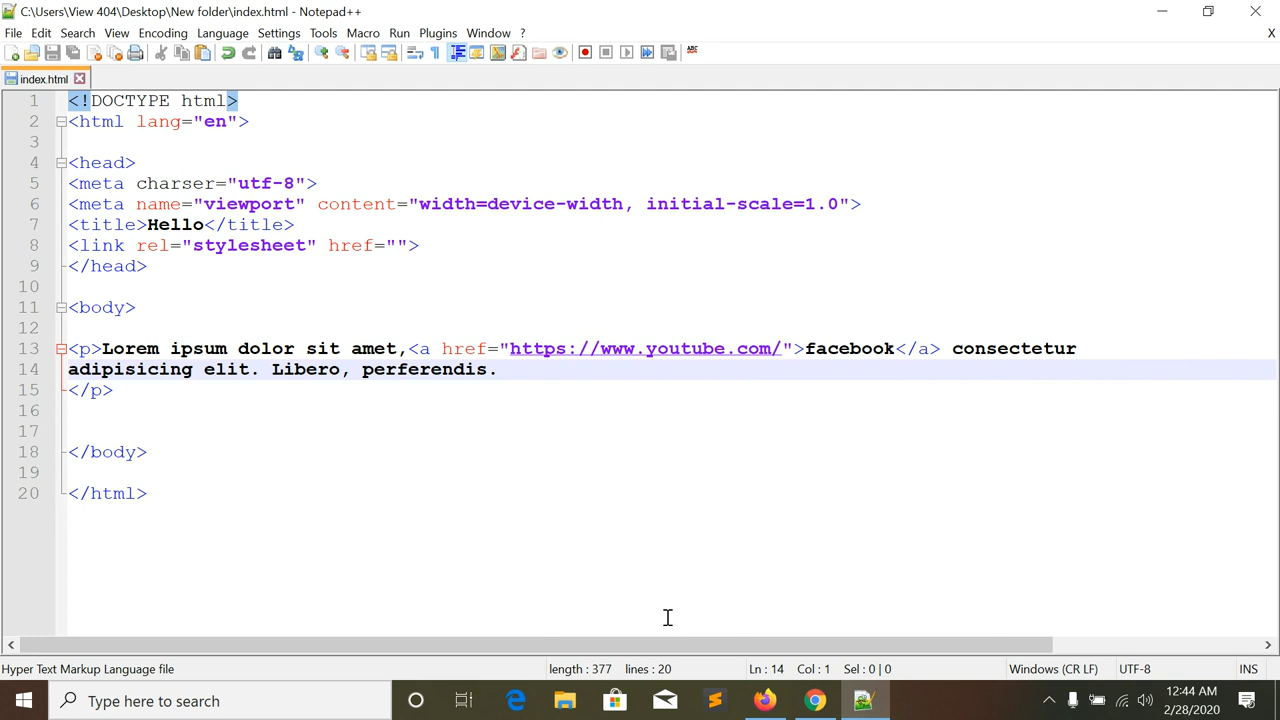 C:\Users\View 404\Desktop\New folder\index.html - Notepad++
File Edit Search View Encoding Language Settings Tools Macro Run Plugins Window ? X
ABC
index.html
1 <!DOCTYPE html>
2 <html lang="en">
3
4 <head>
5 <meta charser="utf-8">
6 <meta name="viewport" content="width=device-width, initial-scale=1.0">
7 <title>Hello</title>
8 <link rel="stylesheet" href="">
9 </head>
10
11 <body>
12
13 <p>Lorem ipsum dolor sit amet,<a href="https://www.youtube.com/">facebook</a> consectetur
14 adipisicing elit. Libero, perferendis.
15 </p>
16
17
18 </body>
19
20 </html>
Hyper Text Markup Language file length : 377 lines : 20 Ln : 14 Col : 1 Sel : 0 | 0 Windows (CR LF) UTF-8 INS
Type here to search
12:44 AM
2/28/2020